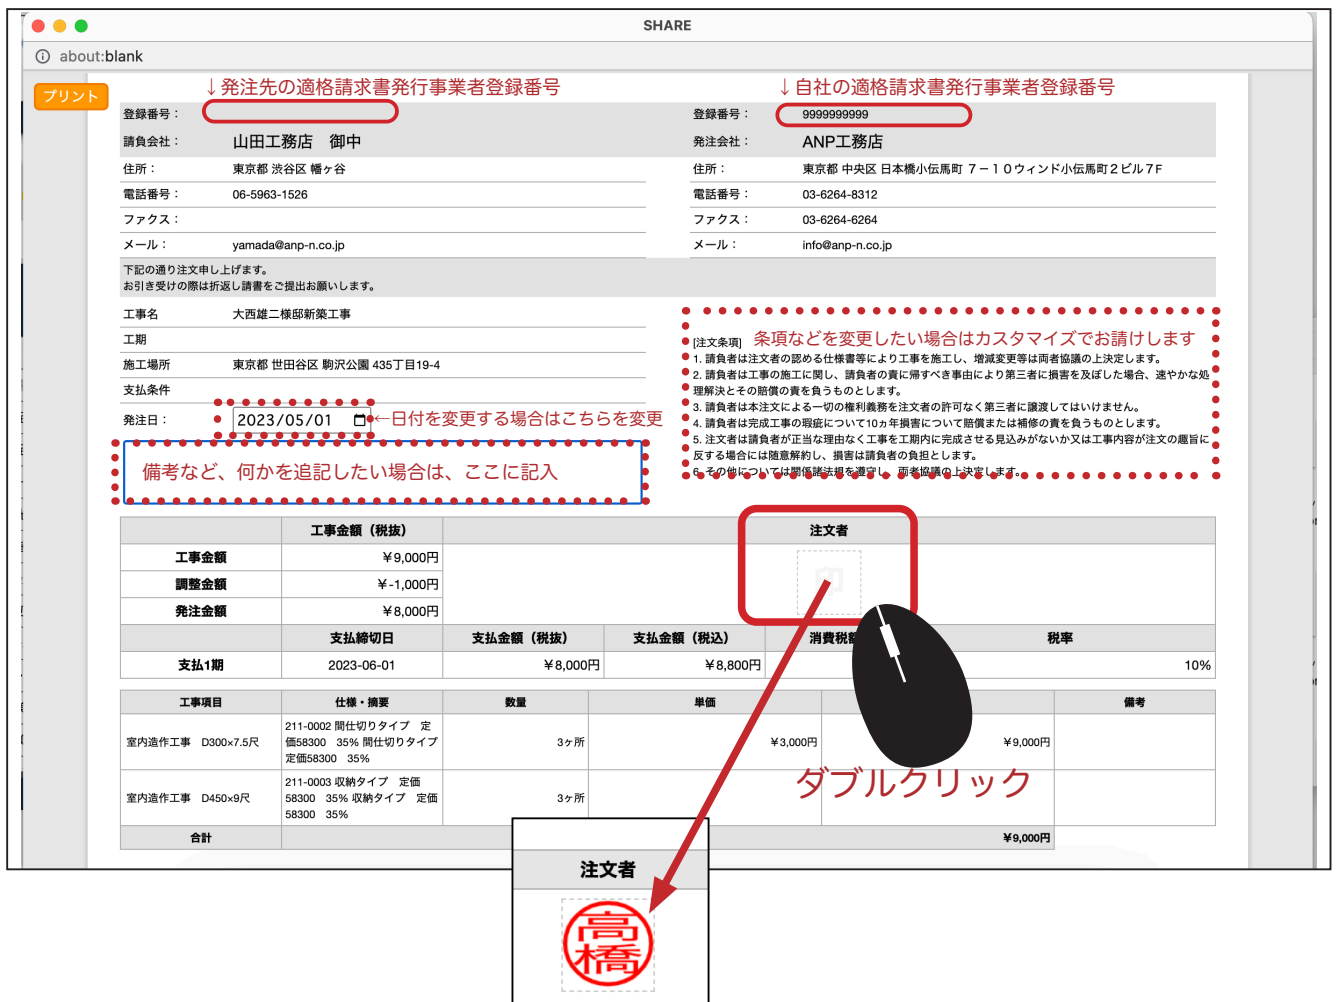 SHARE
about:blank
プリント
↓発注先の適格請求書発行事業者登録番号
↓自社の適格請求書発行事業者登録番号
登録番号：
登録番号： 9999999999
請負会社： 山田工務店　御中
発注会社： ANP工務店
住所： 東京都 渋谷区 幡ヶ谷
住所： 東京都 中央区 日本橋小伝馬町 ７－１０ウィンド小伝馬町２ビル７F
電話番号： 06-5963-1526
電話番号： 03-6264-8312
ファクス：
ファクス： 03-6264-6264
メール： yamada@anp-n.co.jp
メール： info@anp-n.co.jp
下記の通り注文申し上げます。
お引き受けの際は折返し請書をご提出お願いします。
工事名 大西雄二様邸新築工事
工期
施工場所 東京都 世田谷区 駒沢公園 435丁目19-4
支払条件
発注日： 2023/05/01 ←日付を変更する場合はこちらを変更
備考など、何かを追記したい場合は、ここに記入
[注文条項] 条項などを変更したい場合はカスタマイズでお請けします
1. 請負者は注文者の認める仕様書等により工事を施工し、増減変更等は両者協議の上決定します。
2. 請負者は工事の施工に関し、請負者の責に帰すべき事由により第三者に損害を及ぼした場合、速やかな処
理解決とその賠償の責を負うものとします。
3. 請負者は本注文による一切の権利義務を注文者の許可なく第三者に譲渡してはいけません。
4. 請負者は完成工事の瑕疵について10ヵ年損害について賠償または補修の責を負うものとします。
5. 注文者は請負者が正当な理由なく工事を工期内に完成させる見込みがないか又は工事内容が注文の趣旨に
反する場合には随意解約し、損害は請負者の負担とします。
6. その他については関係諸法規を遵守し、両者協議の上決定します。
工事金額（税抜） 注文者
工事金額 ￥9,000円
調整金額 ￥-1,000円
発注金額 ￥8,000円
支払締切日 支払金額（税抜） 支払金額（税込） 消費税額 税率
支払1期 2023-06-01 ￥8,000円 ￥8,800円 10%
工事項目 仕様・摘要 数量 単価 備考
室内造作工事　D300×7.5尺
211-0002 間仕切りタイプ　定
価58300　35% 間仕切りタイプ
定価58300　35%
3ヶ所 ￥3,000円 ￥9,000円
室内造作工事　D450×9尺
211-0003 収納タイプ　定価
58300　35% 収納タイプ　定価
58300　35%
3ヶ所
ダブルクリック
合計 ￥9,000円
注文者
高橋